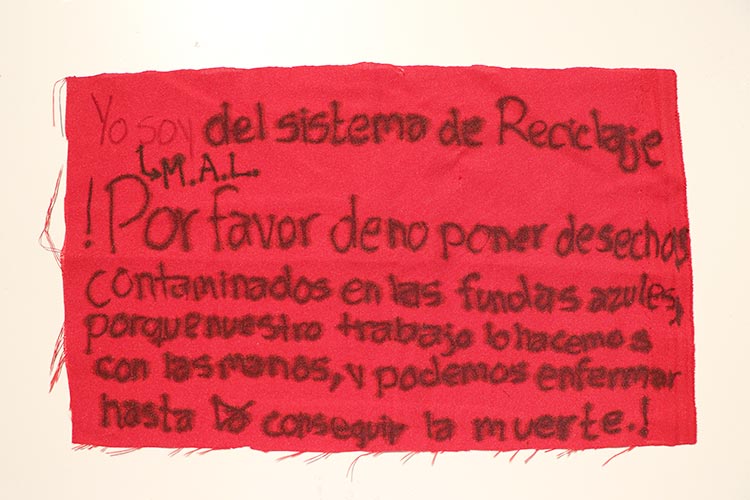 Yo soy del sistema de Reciclaje
↳M.A.L.
!Por favor de no poner desechos
contaminados en las fundas azules,
porque nuestro trabajo lo hacemos
con las manos, y podemos enfermar
hasta conseguir la muerte.!